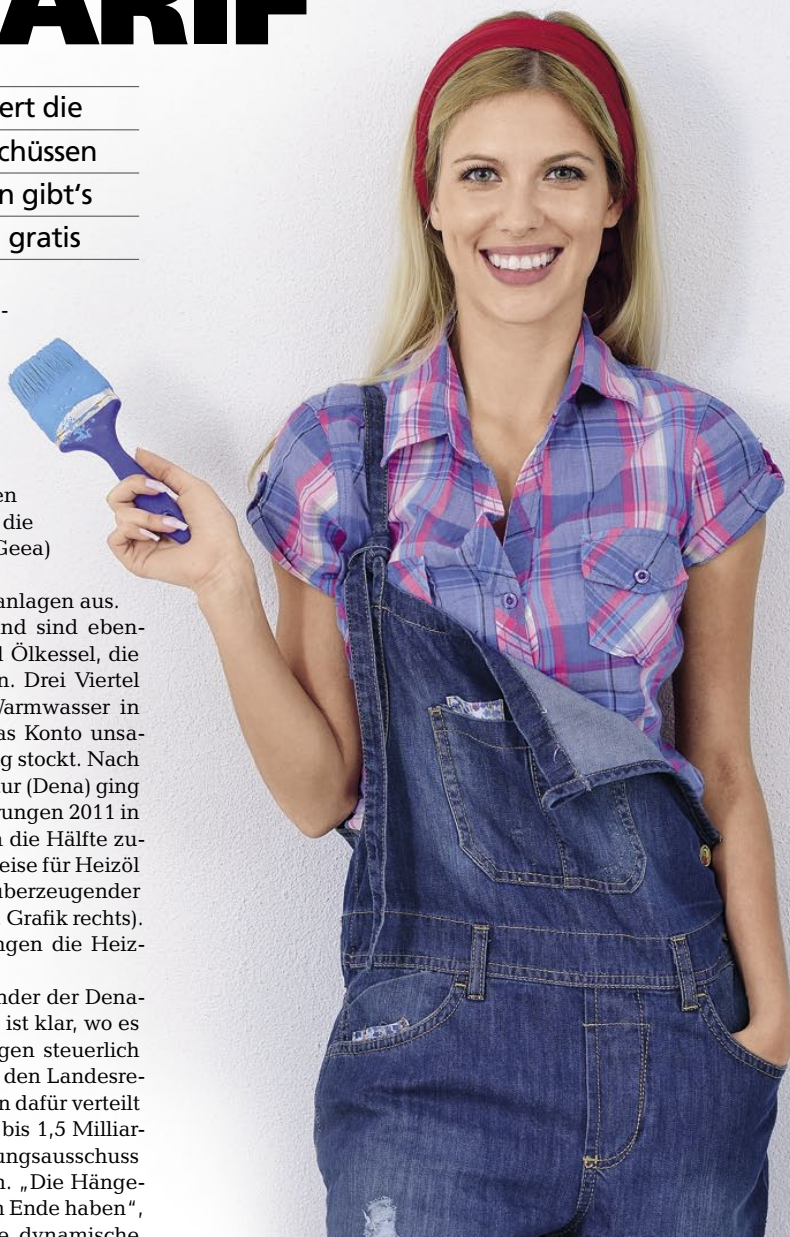 ARIF
ert die
chüssen
n gibt‘s
gratis
-
en
die
Geea)
anlagen aus.
nd sind eben-
l Ölkessel, die
n. Drei Viertel
Warmwasser in
as Konto unsa-
g stockt. Nach
ur (Dena) ging
rungen 2011 in
die Hälfte zu-
eise für Heizöl
überzeugender
Grafik rechts).
ngen die Heiz-
nder der Dena-
ist klar, wo es
gen steuerlich
den Landesre-
n dafür verteilt
bis 1,5 Milliar-
ungsausschuss
n. „Die Hänge-
n Ende haben“,
e dynamische